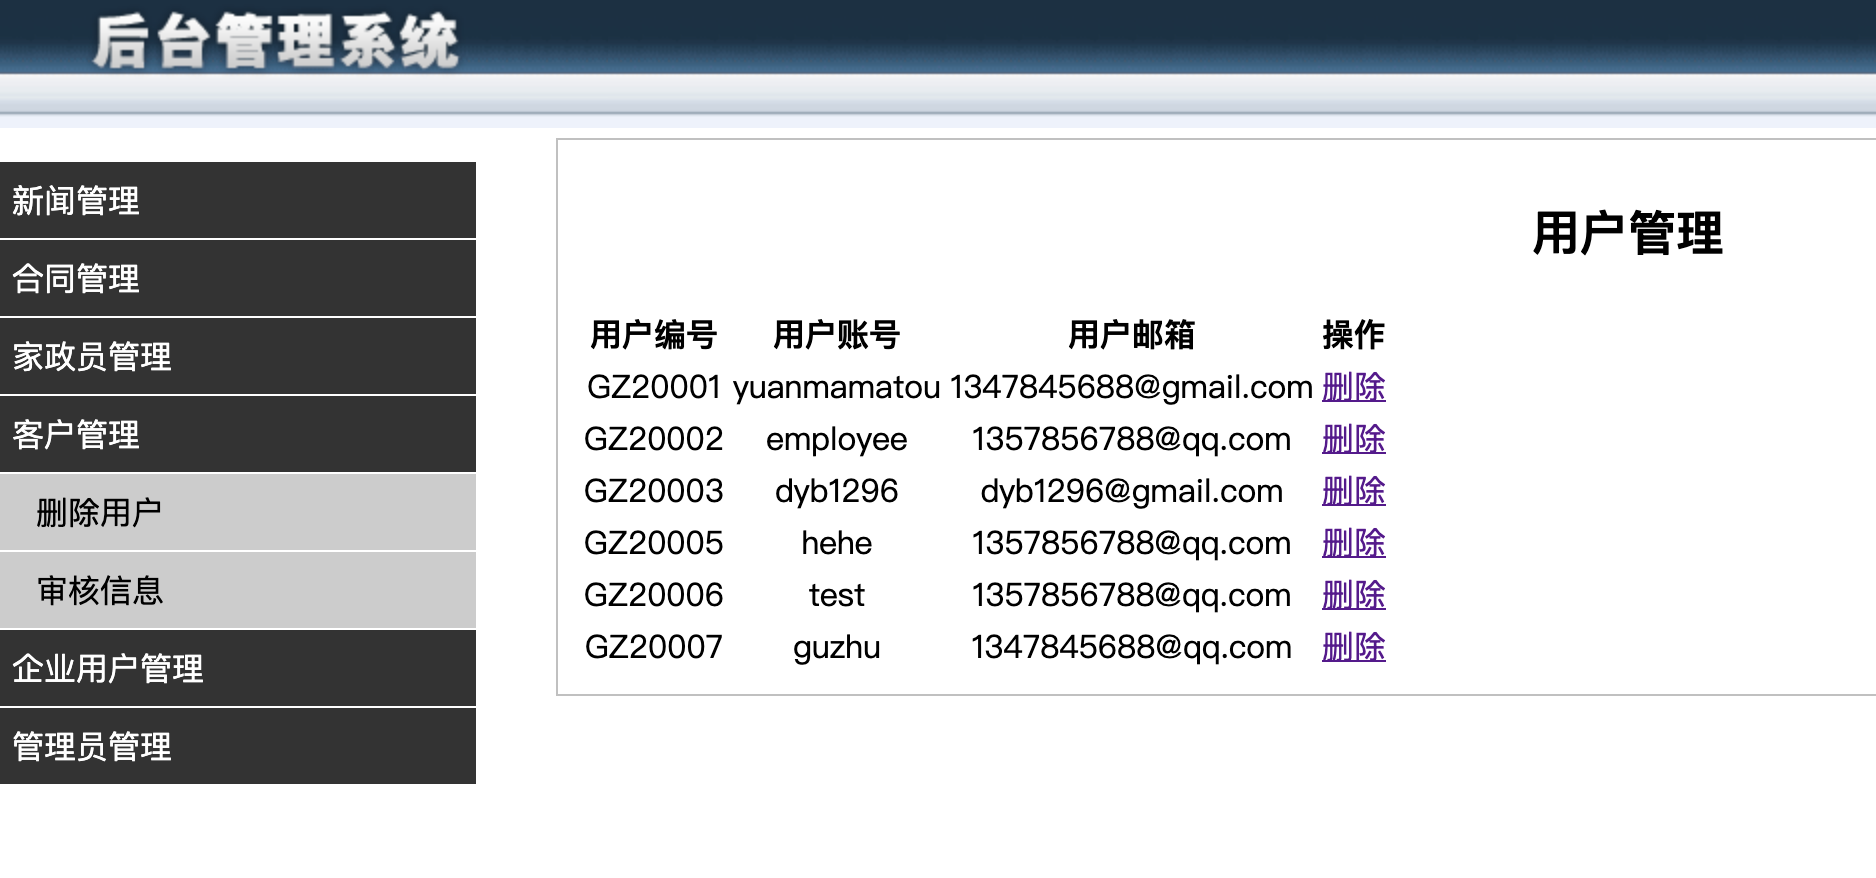 后台管理系统
新闻管理
合同管理
家政员管理
客户管理
删除用户
审核信息
企业用户管理
管理员管理
用户管理
用户编号 用户账号 用户邮箱 操作
GZ20001 yuanmamatou 1347845688@gmail.com 删除
GZ20002 employee 1357856788@qq.com 删除
GZ20003 dyb1296 dyb1296@gmail.com 删除
GZ20005 hehe 1357856788@qq.com 删除
GZ20006 test 1357856788@qq.com 删除
GZ20007 guzhu 1347845688@qq.com 删除